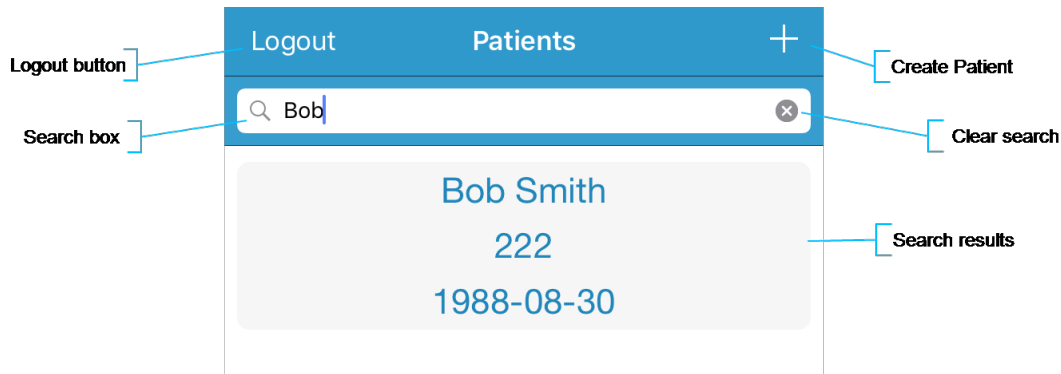 Logout Patients
Logout button
Create Patient
Bob
Search box
Clear search
Bob Smith
222
Search results
1988-08-30